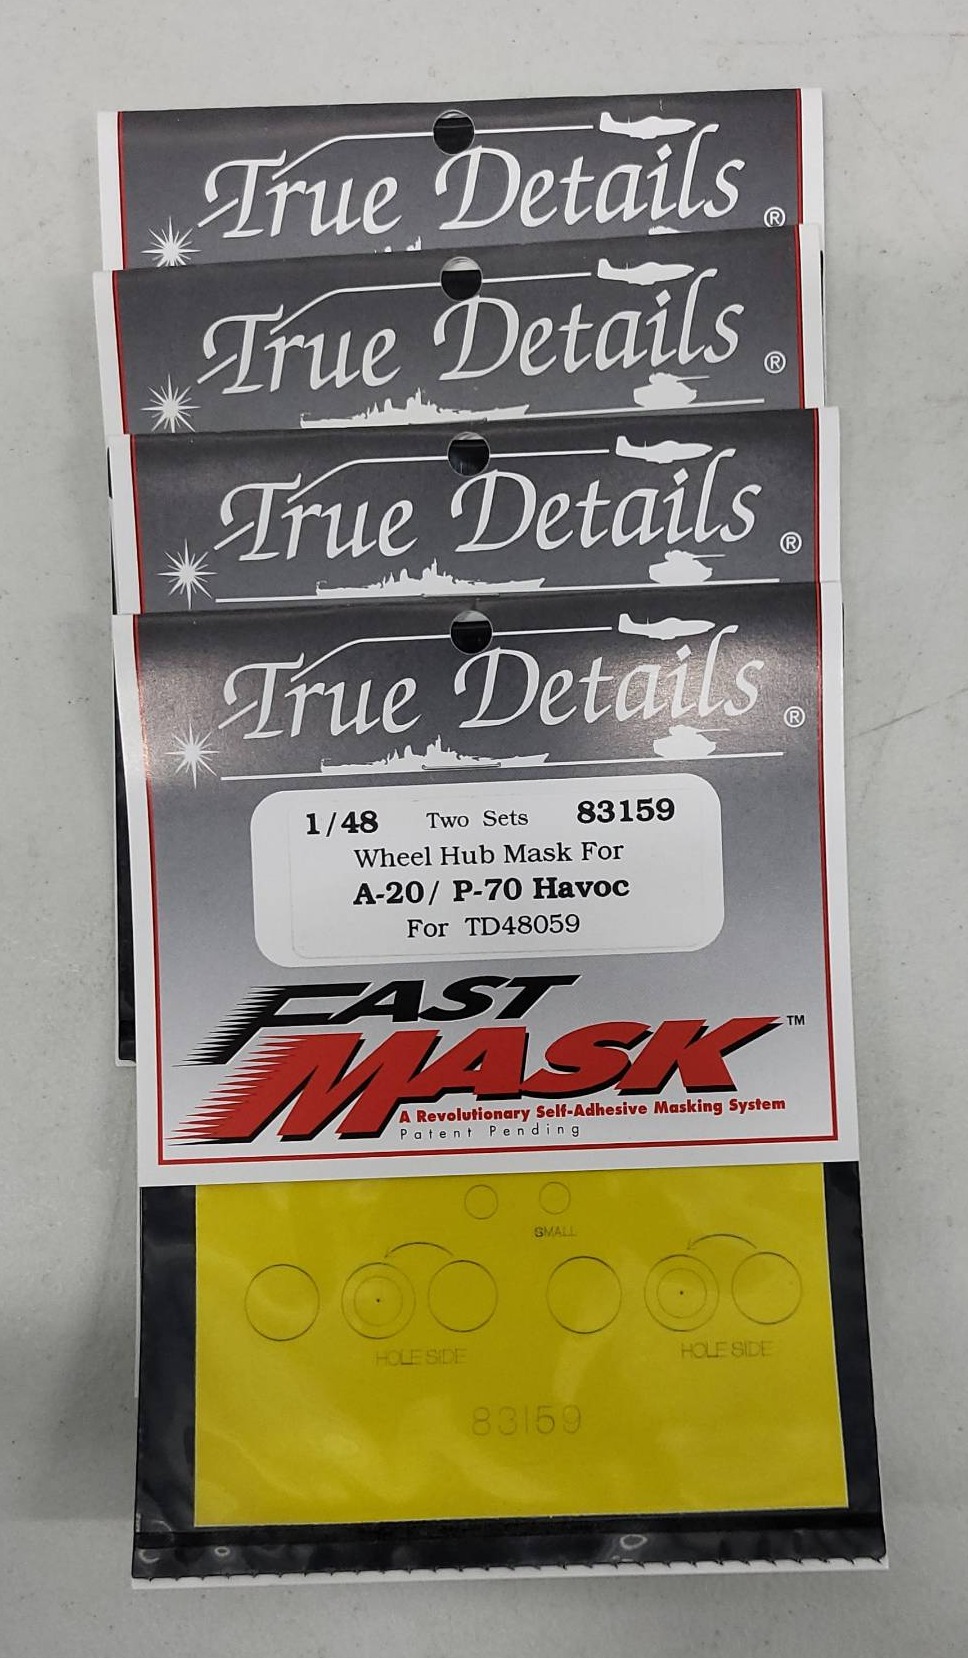 True Details ®
True Details ®
True Details ®
True Details ®
1/48 Two Sets 83159
Wheel Hub Mask For
A-20/ P-70 Havoc
For TD48059
FAST
MASK ™
A Revolutionary Self-Adhesive Masking System
Patent Pending
SMALL
HOLE SIDE HOLE SIDE
83159